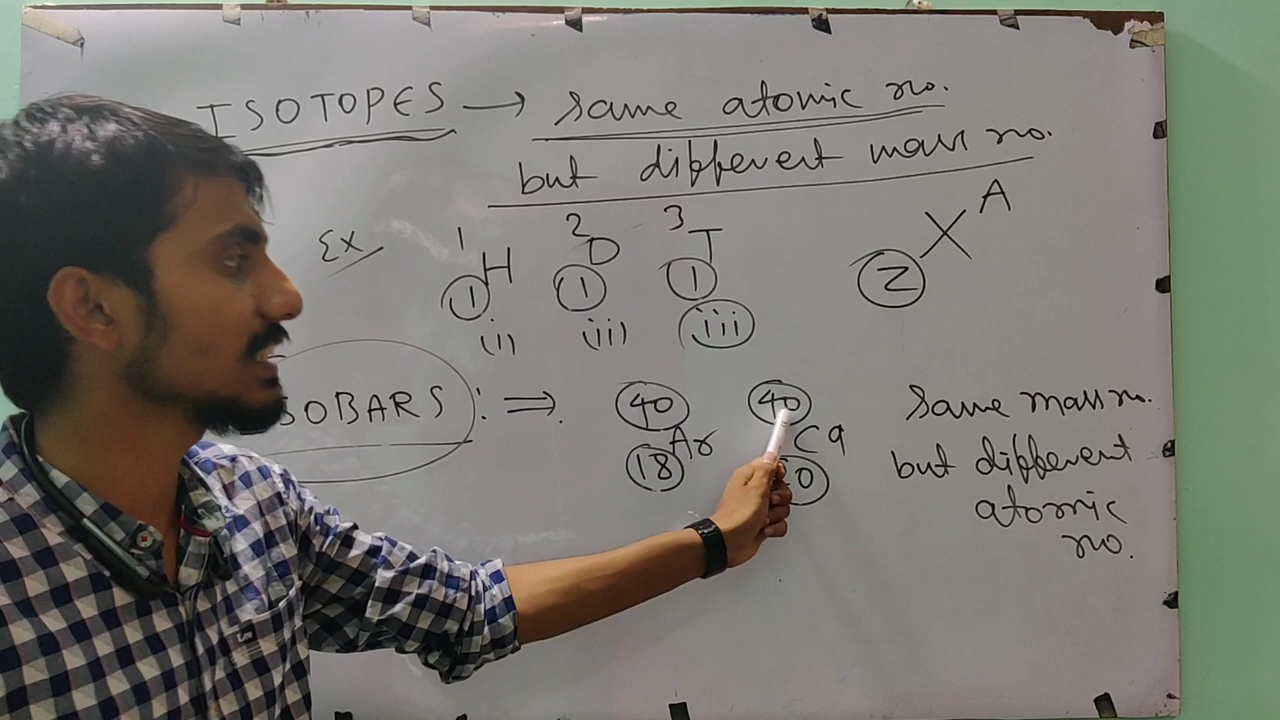 ISOTOPES → same atomic no.
but different mass no.
Ex
1 2 3 A
H D T X
1 1 1 Z
(i) (ii) iii
SOBARS : ⇒ 40 40 same mass no.
Ar Ca but different
18 0 atomic
no.